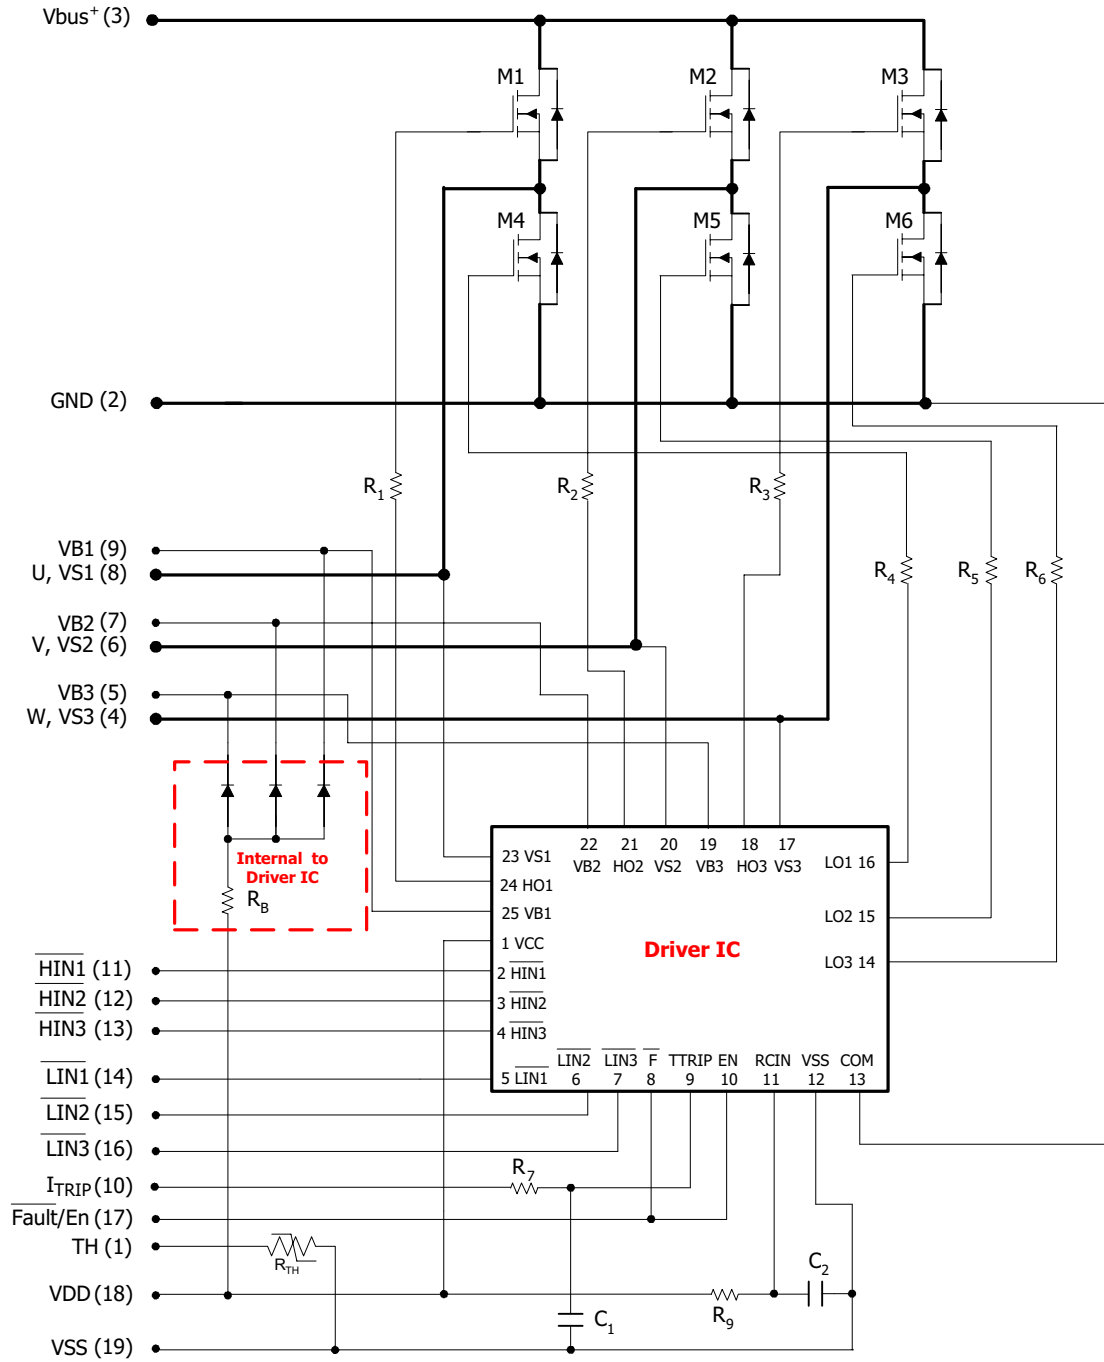 Vbus+ (3)
M1
M2
M3
M4
M5
M6
GND (2)
R1
R2
R3
VB1 (9)
U, VS1 (8)
R4
R5
R6
VB2 (7)
V, VS2 (6)
VB3 (5)
W, VS3 (4)
Internal to
Driver IC
RB
22 21 20 19 18 17
VB2 HO2 VS2 VB3 HO3 VS3
23 VS1
24 HO1
25 VB1
1 VCC
2 HIN1
3 HIN2
4 HIN3
5 LIN1
LO1 16
LO2 15
LO3 14
Driver IC
LIN2 LIN3 F TTRIP EN RCIN VSS COM
6 7 8 9 10 11 12 13
HIN1 (11)
HIN2 (12)
HIN3 (13)
LIN1 (14)
LIN2 (15)
LIN3 (16)
ITRIP (10)
R7
Fault/En (17)
TH (1)
RTH
VDD (18)
R9
C2
C1
VSS (19)